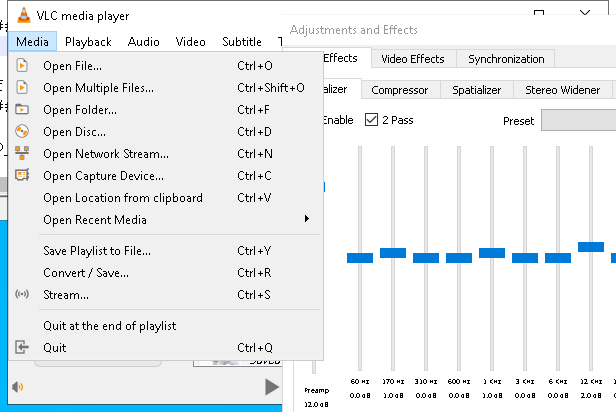 VLC media player
Adjustments and Effects
Media Playback Audio Video Subtitle
Effects Video Effects Synchronization
Compressor Spatializer Stereo Widener
Enable 2 Pass Preset
Open File... Ctrl+O
Open Multiple Files... Ctrl+Shift+O
Open Folder... Ctrl+F
Open Disc... Ctrl+D
Open Network Stream... Ctrl+N
Open Capture Device... Ctrl+C
Open Location from clipboard Ctrl+V
Open Recent Media
Save Playlist to File... Ctrl+Y
Convert / Save... Ctrl+R
Stream... Ctrl+S
Quit at the end of playlist
Quit Ctrl+Q
60 Hz 170 Hz 310 Hz 600 Hz 1 KHz 3 KHz 6 KHz 12 KHz
Preamp 0.0 dB 1.0 dB 0.0 dB 0.0 dB 1.0 dB 0.0 dB 0.0 dB 2.0 dB
12.0 dB